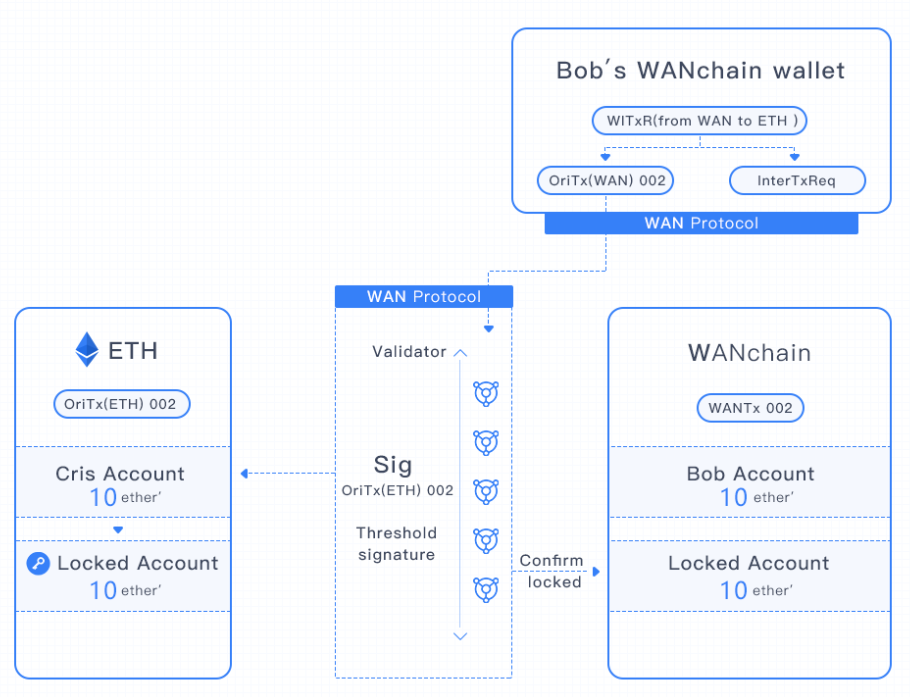 Bob's WANchain wallet
WITxR(from WAN to ETH )
OriTx(WAN) 002
InterTxReq
WAN Protocol
WAN Protocol
ETH
OriTx(ETH) 002
Cris Account
10 ether'
Locked Account
10 ether'
Validator
Sig
OriTx(ETH) 002
Threshold
signature
Confirm
locked
WANchain
WANTx 002
Bob Account
10 ether'
Locked Account
10 ether'